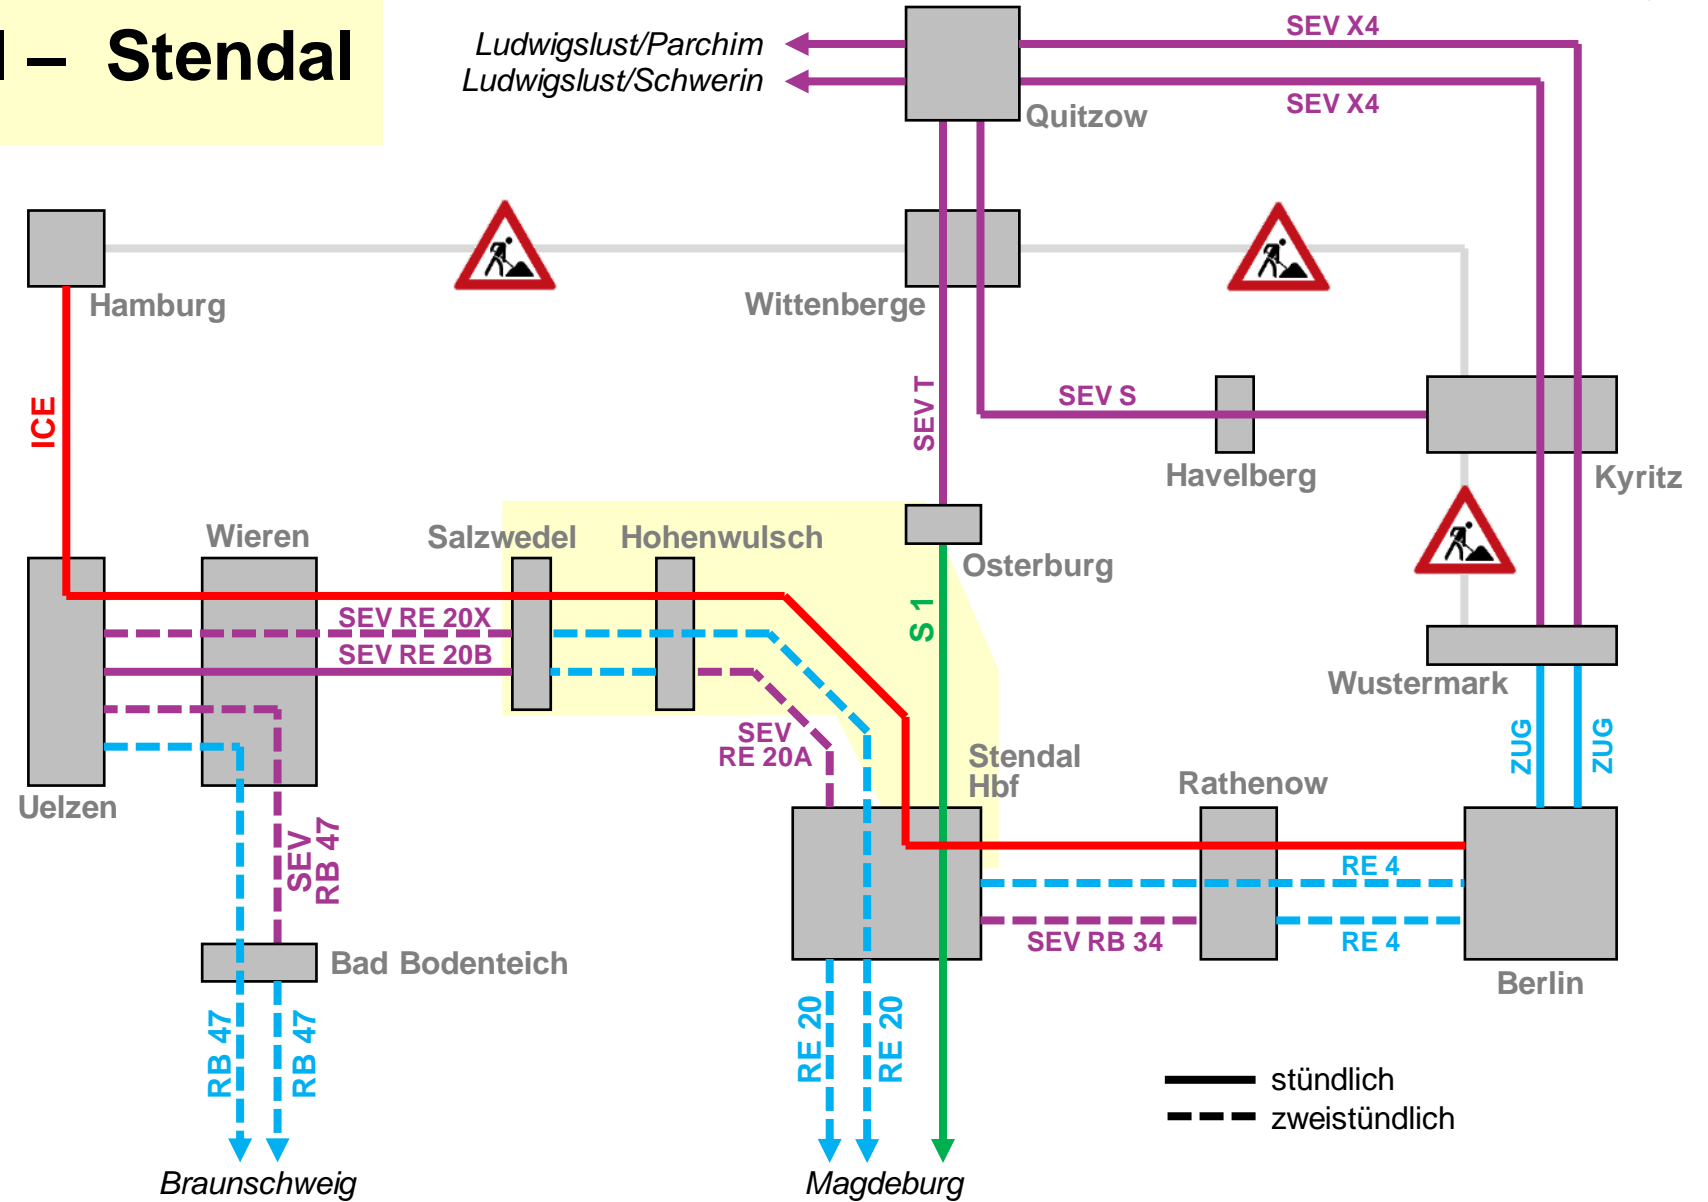 – Stendal
Ludwigslust/Parchim
Ludwigslust/Schwerin
SEV X4
SEV X4
Quitzow
Hamburg
Wittenberge
ICE
SEV T
SEV S
Havelberg
Kyritz
Wieren
Salzwedel
Hohenwulsch
Osterburg
SEV RE 20X
SEV RE 20B
S 1
Wustermark
SEV
RE 20A
Stendal
Hbf
Rathenow
ZUG
ZUG
Uelzen
SEV
RB 47
RE 4
SEV RB 34
RE 4
Bad Bodenteich
Berlin
RB 47
RB 47
RE 20
RE 20
stündlich
zweistündlich
Braunschweig
Magdeburg